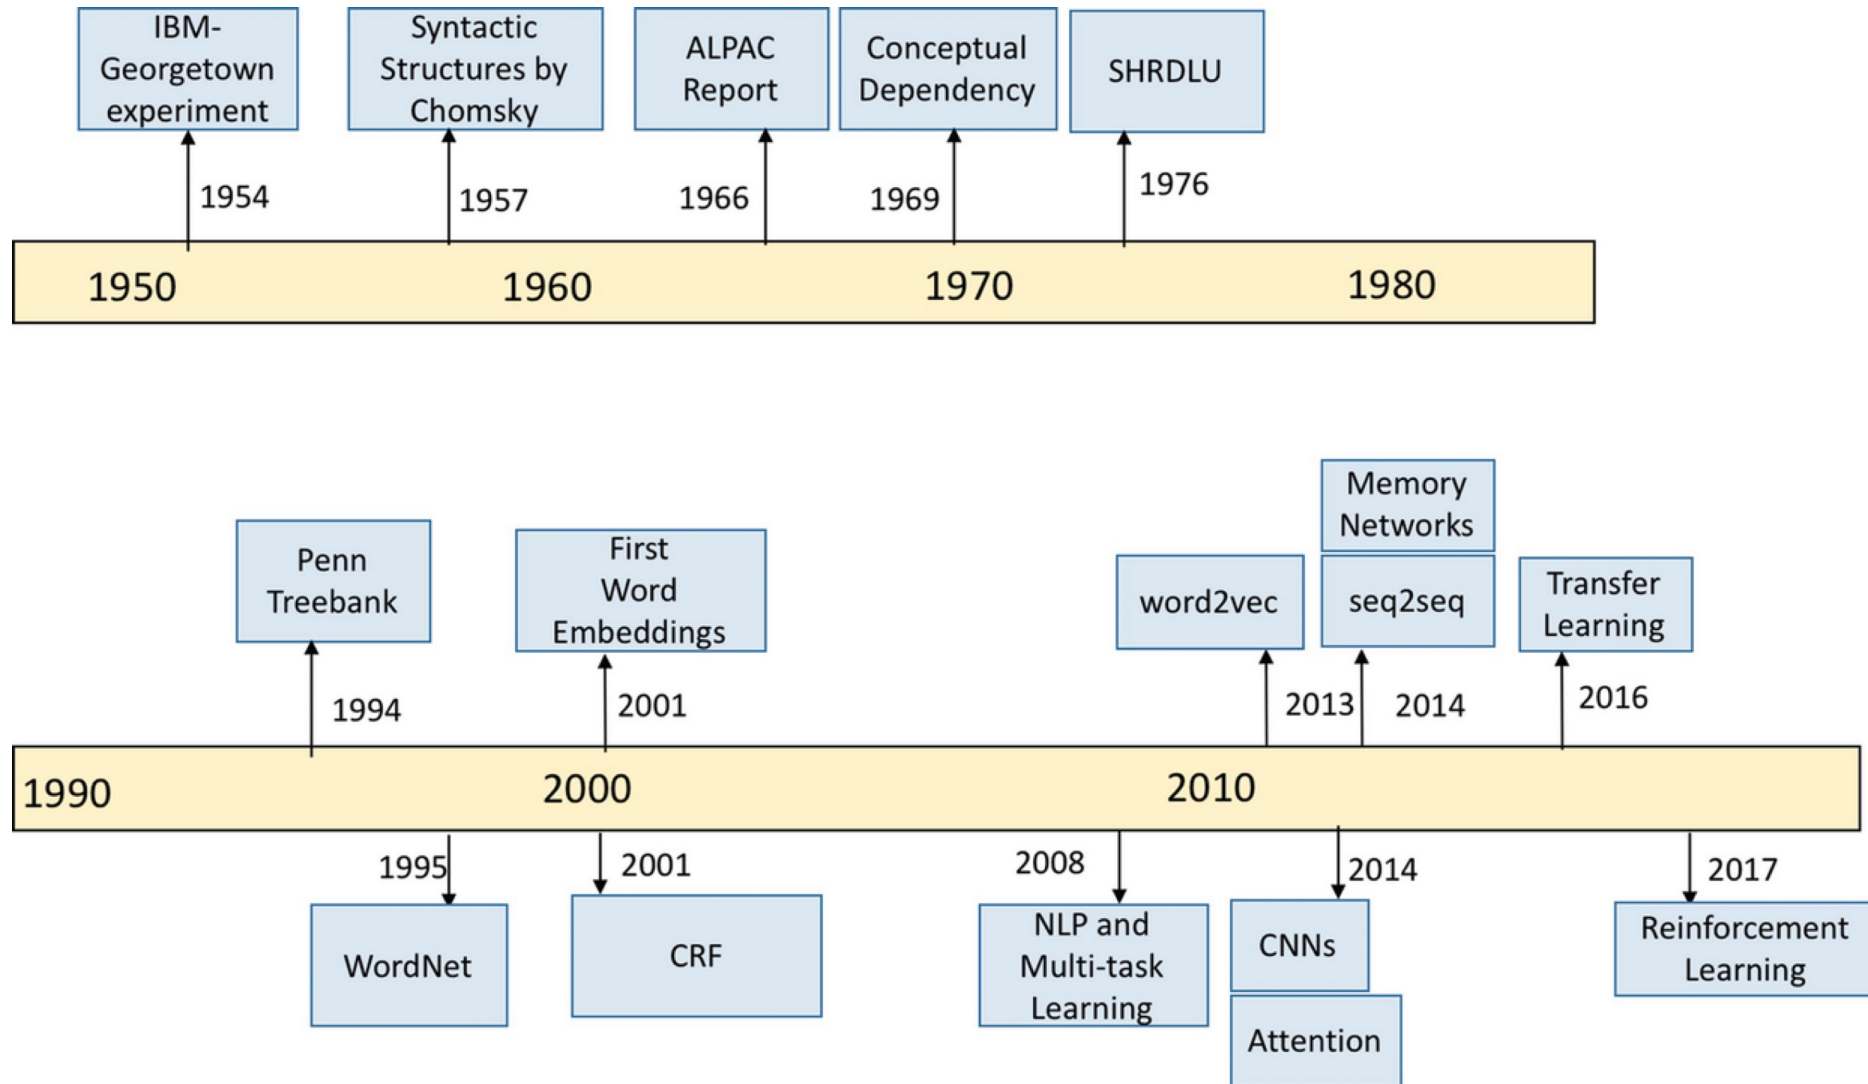 IBM-
Georgetown
experiment
Syntactic
Structures by
Chomsky
ALPAC
Report
Conceptual
Dependency
SHRDLU
1954
1957
1966
1969
1976
1950
1960
1970
1980
Memory
Networks
Penn
Treebank
First
Word
Embeddings
word2vec
seq2seq
Transfer
Learning
1994
2001
2013
2014
2016
1990
2000
2010
1995
2001
2008
2014
2017
WordNet
CRF
NLP and
Multi-task
Learning
CNNs
Attention
Reinforcement
Learning